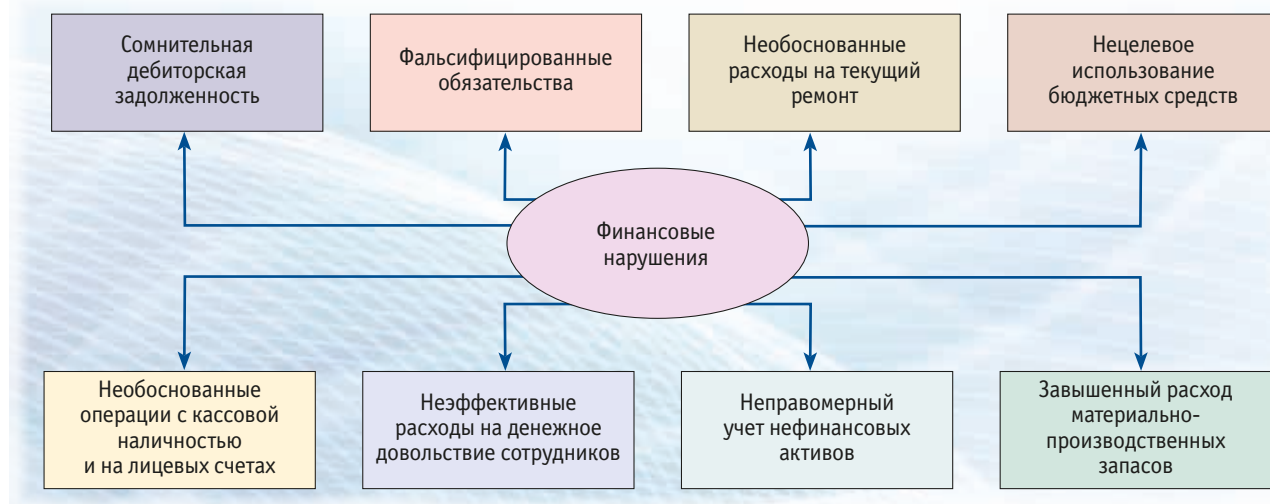 Сомнительная
дебиторская
задолженность
Фальсифицированные
обязательства
Необоснованные
расходы на текущий
ремонт
Нецелевое
использование
бюджетных средств
Финансовые
нарушения
Необоснованные
операции с кассовой
наличностью
и на лицевых счетах
Неэффективные
расходы на денежное
довольствие сотрудников
Неправомерный
учет нефинансовых
активов
Завышенный расход
материально-
производственных
запасов